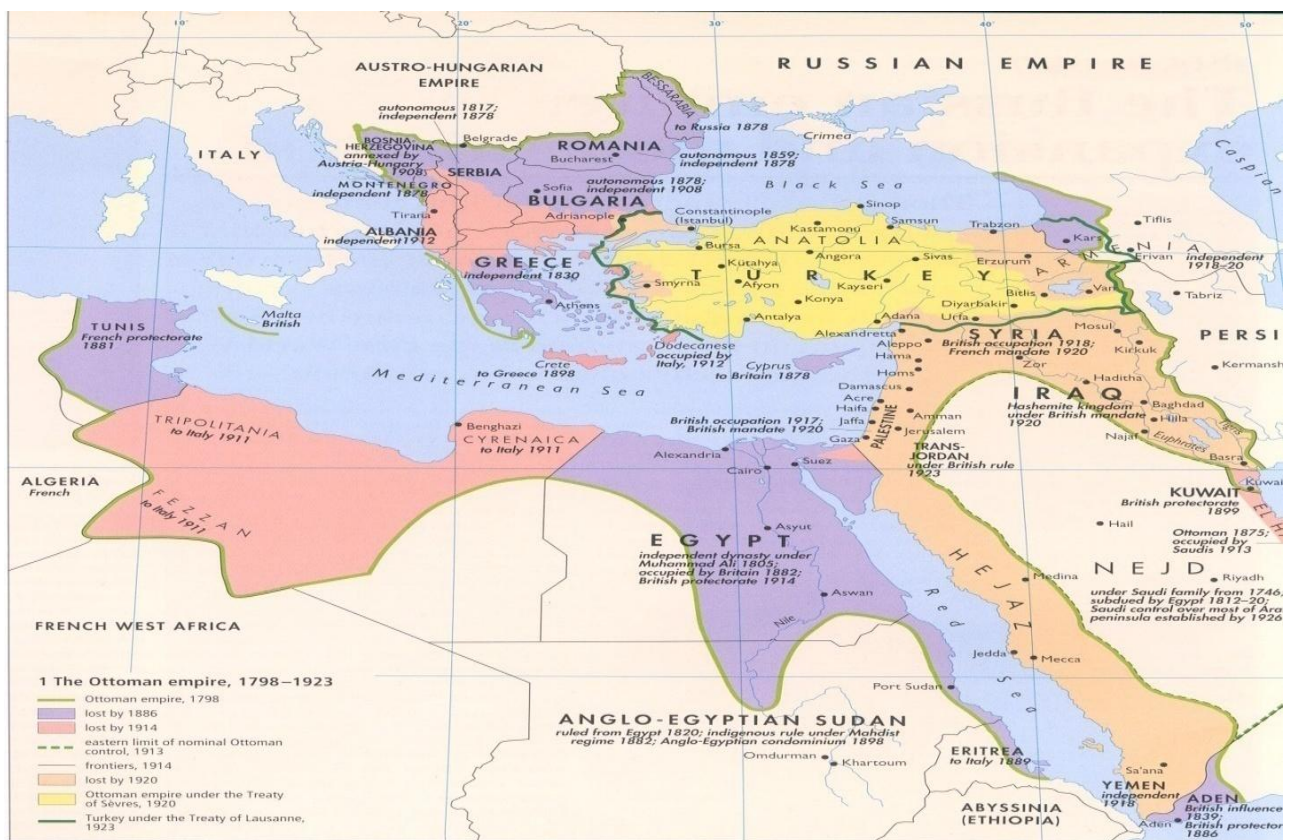 10°
20°
30°
40°
50°
AUSTRO-HUNGARIAN
EMPIRE
RUSSIAN EMPIRE
autonomous 1817;
independent
1878
BESSARABIA
to Russia 1878
Crimea
Caspian
ITALY
BOSNIA
HERZEGOVINA
annexed by
Austria-Hungary
1908
Belgrade
ROMANIA
Bucharest
autonomous 1859;
independent
1878
SERBIA
MONTENEGRO
independent 1878
Sofia
autonomous 1878;
independent 1908
BULGARIA
Black Sea
Tirana
ALBANIA
independent 1912
Adrianople
Constantinople
(Istanbul)
Sinop
Kastamonu
Samsun
Trabzon
Tiflis
Kars
ANATOLIA
Bursa
ARMENIA
independent
1918–20
Erivan
GREECE
independent 1830
Kütahya
Angora
Sivas
Erzurum
TURKEY
Smyrna
Afyon
Kayseri
Bitlis
Van
Tabriz
Athens
Konya
Diyarbakir
Antalya
Adana
Urfa
Malta
British
TUNIS
French protectorate
1881
Alexandretta
SYRIA
British occupation 1918;
French mandate 1920
Mosul
PERSI
Dodecanese
occupied by
Italy, 1912
Aleppo
Kirkuk
Crete
to Greece 1898
Cyprus
to Britain 1878
Hama
Homs
Zor
Kermansh
Mediterranean Sea
Damascus
Haditha
IRAQ
Hashemite kingdom
under British mandate
1920
Baghdad
Hilla
Tigris
Najaf
Euphrates
Basra
Acre
Haifa
Jaffa
Amman
Jerusalem
Gaza
PALESTINE
British occupation 1917;
British mandate
1920
TRANS-
JORDAN
under British rule
1923
TRIPOLITANIA
to Italy 1911
Benghazi
CYRENAICA
to Italy 1911
Alexandria
Cairo
Suez
ALGERIA
French
FEZZAN
to Italy 1911
Kuwai
KUWAIT
British protectorate
1899
EL H
Ottoman 1875;
occupied by
Saudis 1913
Hail
Asyut
EGYPT
independent dynasty under
Muhammad Ali 1805;
occupied by Britain 1882;
British protectorate 1914
HEJAZ
Medina
NEJD
Riyadh
under Saudi family from 1746,
subdued by Egypt 1812–20;
Saudi control over most of Ara
peninsula established by 1926
Aswan
Nile
Red Sea
FRENCH WEST AFRICA
Jedda
Mecca
Port Sudan
ANGLO-EGYPTIAN SUDAN
ruled from Egypt 1820; indigenous rule under Mahdist
regime 1882; Anglo-Egyptian condominium 1898
Omdurman
Khartoum
ERITREA
to Italy 1889
Sa'ana
YEMEN
independent
1918
ABYSSINIA
(ETHIOPIA)
Aden
ADEN
British influence
1839;
British protector
1886
1 The Ottoman empire, 1798–1923
Ottoman empire, 1798
lost by 1886
lost by 1914
eastern limit of nominal Ottoman
control, 1913
frontiers, 1914
lost by 1920
Ottoman empire under the Treaty
of Sèvres, 1920
Turkey under the Treaty of Lausanne,
1923